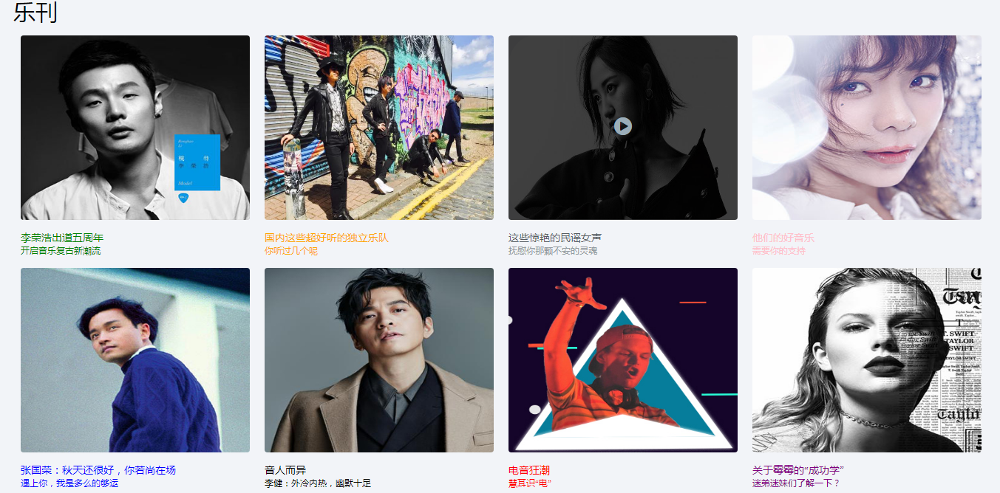 乐刊
Ronghao
Li
模 特
李 荣 浩
Model
李荣浩出道五周年
开启音乐复古新潮流
国内这些超好听的独立乐队
你听过几个呢
这些惊艳的民谣女声
抚慰你那颗不安的灵魂
他们的好音乐
需要你的支持
T. SWIFT
TAYLOR
SWIFT
TAYLOR SWIFT
张国荣：秋天还很好，你若尚在场
遇上你，我是多么的够运
音人而异
李健：外冷内热，幽默十足
电音狂潮
慧耳识“电”
关于霉霉的“成功学”
迷弟迷妹们了解一下？